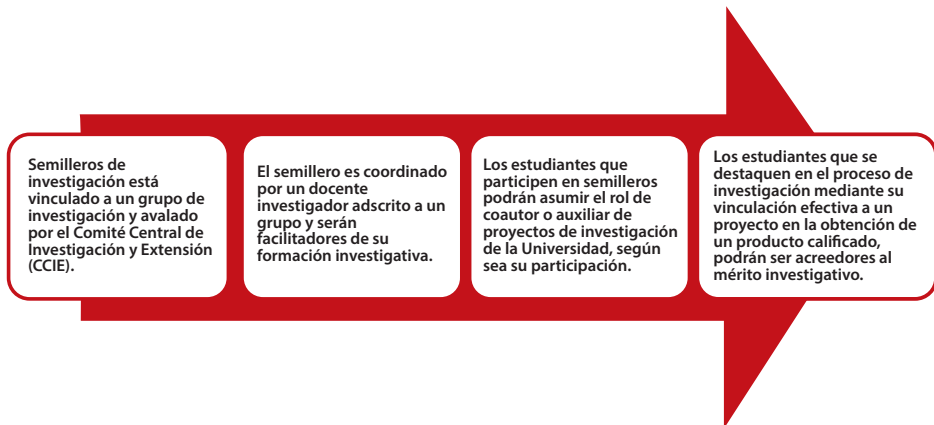 Semilleros de
investigación está
vinculado a un grupo de
investigación y avalado
por el Comité Central de
Investigación y Extensión
(CCIE).
El semillero es coordinado
por un docente
investigador adscrito a un
grupo y serán
facilitadores de su
formación investigativa.
Los estudiantes que
participen en semilleros
podrán asumir el rol de
coautor o auxiliar de
proyectos de investigación
de la Universidad, según
sea su participación.
Los estudiantes que se
destaquen en el proceso de
investigación mediante su
vinculación efectiva a un
proyecto en la obtención de
un producto calificado,
podrán ser acreedores al
mérito investigativo.